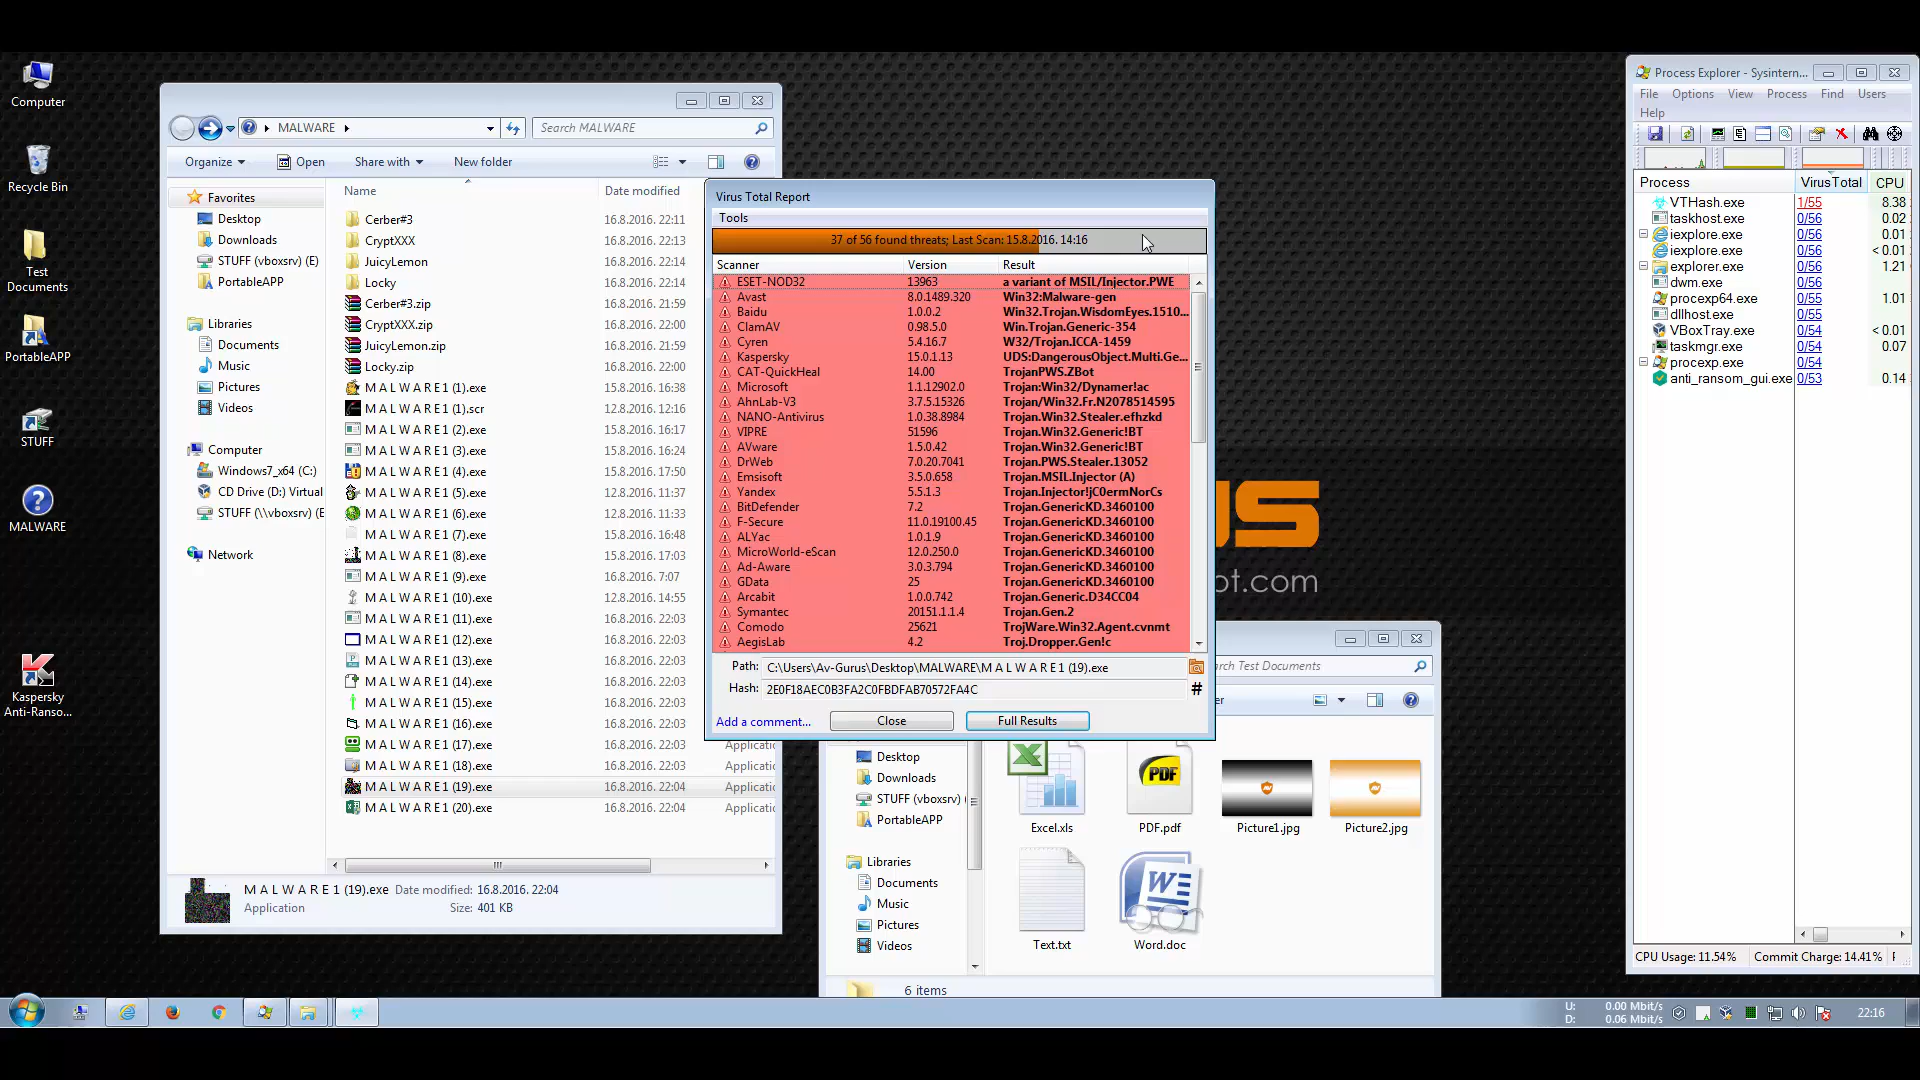 Computer
Recycle Bin
Test
Documents
PortableAPP
STUFF
MALWARE
Kaspersky
Anti-Ranso...
MALWARE
Search MALWARE
Organize
Open
Share with
New folder
Favorites
Desktop
Downloads
STUFF (vboxsrv) (E)
PortableAPP
Libraries
Documents
Music
Pictures
Videos
Computer
Windows7_x64 (C:)
CD Drive (D:) Virtual
STUFF (\\vboxsrv) (E
Network
Name Date modified
Cerber#3 16.8.2016. 22:11
CryptXXX 16.8.2016. 22:13
JuicyLemon 16.8.2016. 22:11
Locky 16.8.2016. 22:11
Cerber#3.zip 16.8.2016. 21:59
CryptXXX.zip 16.8.2016. 22:00
JuicyLemon.zip 16.8.2016. 21:59
Locky.zip 16.8.2016. 22:00
M A L W A R E 1 (1).exe 15.8.2016. 16:38
M A L W A R E 1 (1).scr 12.8.2016. 12:16
M A L W A R E 1 (2).exe 15.8.2016. 16:17
M A L W A R E 1 (3).exe 15.8.2016. 16:24
M A L W A R E 1 (4).exe 15.8.2016. 17:50
M A L W A R E 1 (5).exe 12.8.2016. 11:37
M A L W A R E 1 (6).exe 12.8.2016. 11:33
M A L W A R E 1 (7).exe 15.8.2016. 16:48
M A L W A R E 1 (8).exe 15.8.2016. 17:03
M A L W A R E 1 (9).exe 16.8.2016. 7:07
M A L W A R E 1 (10).exe 12.8.2016. 14:55
M A L W A R E 1 (11).exe 16.8.2016. 22:03
M A L W A R E 1 (12).exe 16.8.2016. 22:03
M A L W A R E 1 (13).exe 16.8.2016. 22:03
M A L W A R E 1 (14).exe 16.8.2016. 22:03
M A L W A R E 1 (15).exe 16.8.2016. 22:03
M A L W A R E 1 (16).exe 16.8.2016. 22:03
M A L W A R E 1 (17).exe 16.8.2016. 22:03 Applicatio
M A L W A R E 1 (18).exe 16.8.2016. 22:03 Applicatio
M A L W A R E 1 (19).exe 16.8.2016. 22:04 Applicatio
M A L W A R E 1 (20).exe 16.8.2016. 22:04 Applicatio
M A L W A R E 1 (19).exe Date modified: 16.8.2016. 22:04
Application Size: 401 KB
Virus Total Report
Tools
37 of 56 found threats; Last Scan: 15.8.2016. 14:16
Scanner Version Result
ESET-NOD32 13963 a variant of MSIL/Injector.PWE
Avast 8.0.1489.320 Win32:Malware-gen
Baidu 1.0.0.2 Win32.Trojan.WisdomEyes.1510...
ClamAV 0.98.5.0 Win.Trojan.Generic-354
Cyren 5.4.16.7 W32/Trojan.ICCA-1459
Kaspersky 15.0.1.13 UDS:DangerousObject.Multi.Ge...
CAT-QuickHeal 14.00 TrojanPWS.ZBot
Microsoft 1.1.12902.0 Trojan:Win32/Dynamer!ac
AhnLab-V3 3.7.5.15326 Trojan/Win32.Fr.N2078514595
NANO-Antivirus 1.0.38.8984 Trojan.Win32.Stealer.efhzkd
VIPRE 51596 Trojan.Win32.Generic!BT
AVware 1.5.0.42 Trojan.Win32.Generic!BT
DrWeb 7.0.20.7041 Trojan.PWS.Stealer.13052
Emsisoft 3.5.0.658 Trojan.MSIL.Injector (A)
Yandex 5.5.1.3 Trojan.Injector!jC0ermNorCs
BitDefender 7.2 Trojan.GenericKD.3460100
F-Secure 11.0.19100.45 Trojan.GenericKD.3460100
ALYac 1.0.1.9 Trojan.GenericKD.3460100
MicroWorld-eScan 12.0.250.0 Trojan.GenericKD.3460100
Ad-Aware 3.0.3.794 Trojan.GenericKD.3460100
GData 25 Trojan.GenericKD.3460100
Arcabit 1.0.0.742 Trojan.Generic.D34CC04
Symantec 20151.1.1.4 Trojan.Gen.2
Comodo 25621 TrojWare.Win32.Agent.cvnmt
AegisLab 4.2 Troj.Dropper.Gen!c
Path: C:\Users\Av-Gurus\Desktop\MALWARE\M A L W A R E 1 (19).exe
Hash: 2E0F18AEC0B3FA2C0FBDFAB70572FA4C
#
Add a comment... Close Full Results
US
ot.com
rch Test Documents
er
Desktop
Downloads
STUFF (vboxsrv) (
PortableAPP
Libraries
Documents
Music
Pictures
Videos
Excel.xls
PDF
PDF.pdf
Picture1.jpg
Picture2.jpg
Text.txt
W
Word.doc
6 items
Process Explorer - Sysintern...
File Options View Process Find Users
Help
Process VirusTotal CPU
VTHash.exe 1/55 8.38
taskhost.exe 0/56 0.02
iexplore.exe 0/56 0.01
iexplore.exe 0/56 < 0.01
explorer.exe 0/56 1.21
dwm.exe 0/56
procexp64.exe 0/55 1.01
dllhost.exe 0/55
VBoxTray.exe 0/54 < 0.01
taskmgr.exe 0/54 0.07
procexp.exe 0/54
anti_ransom_gui.exe 0/53 0.14
CPU Usage: 11.54% Commit Charge: 14.41%
U: 0.00 Mbit/s
D: 0.06 Mbit/s
22:16